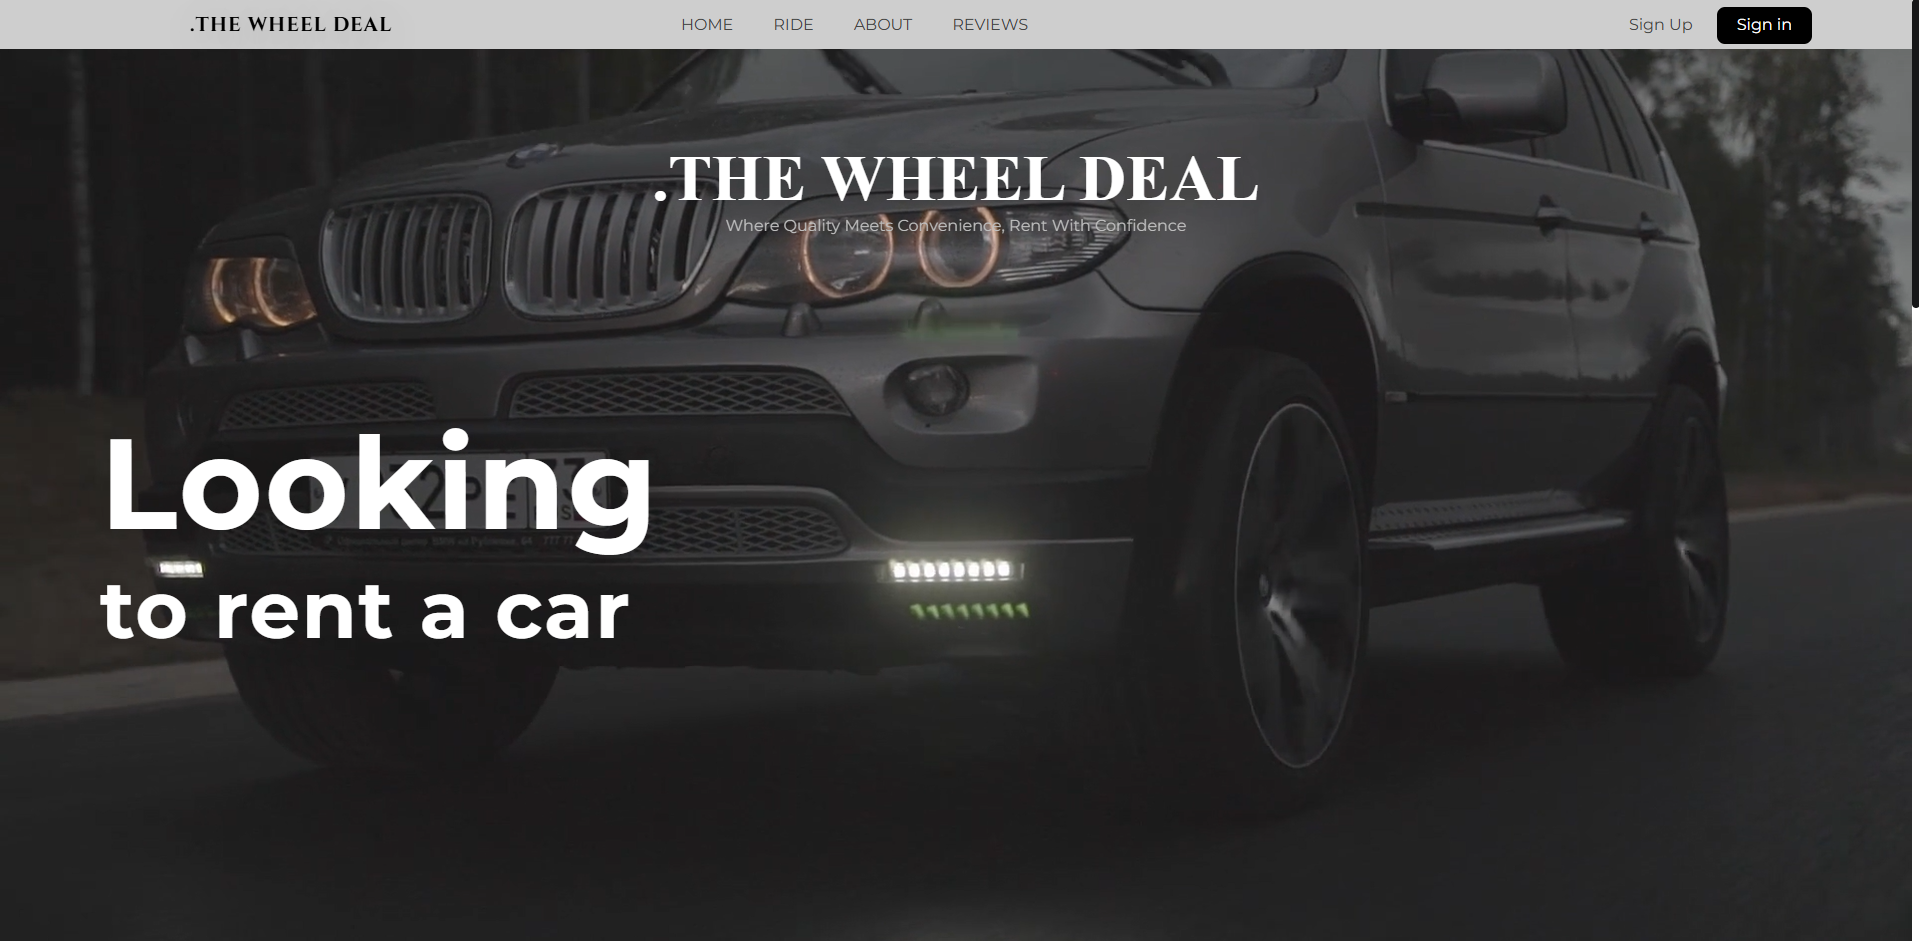 .THE WHEEL DEAL
HOME RIDE ABOUT REVIEWS
Sign Up Sign in
.THE WHEEL DEAL
Where Quality Meets Convenience, Rent With Confidence
Looking
to rent a car